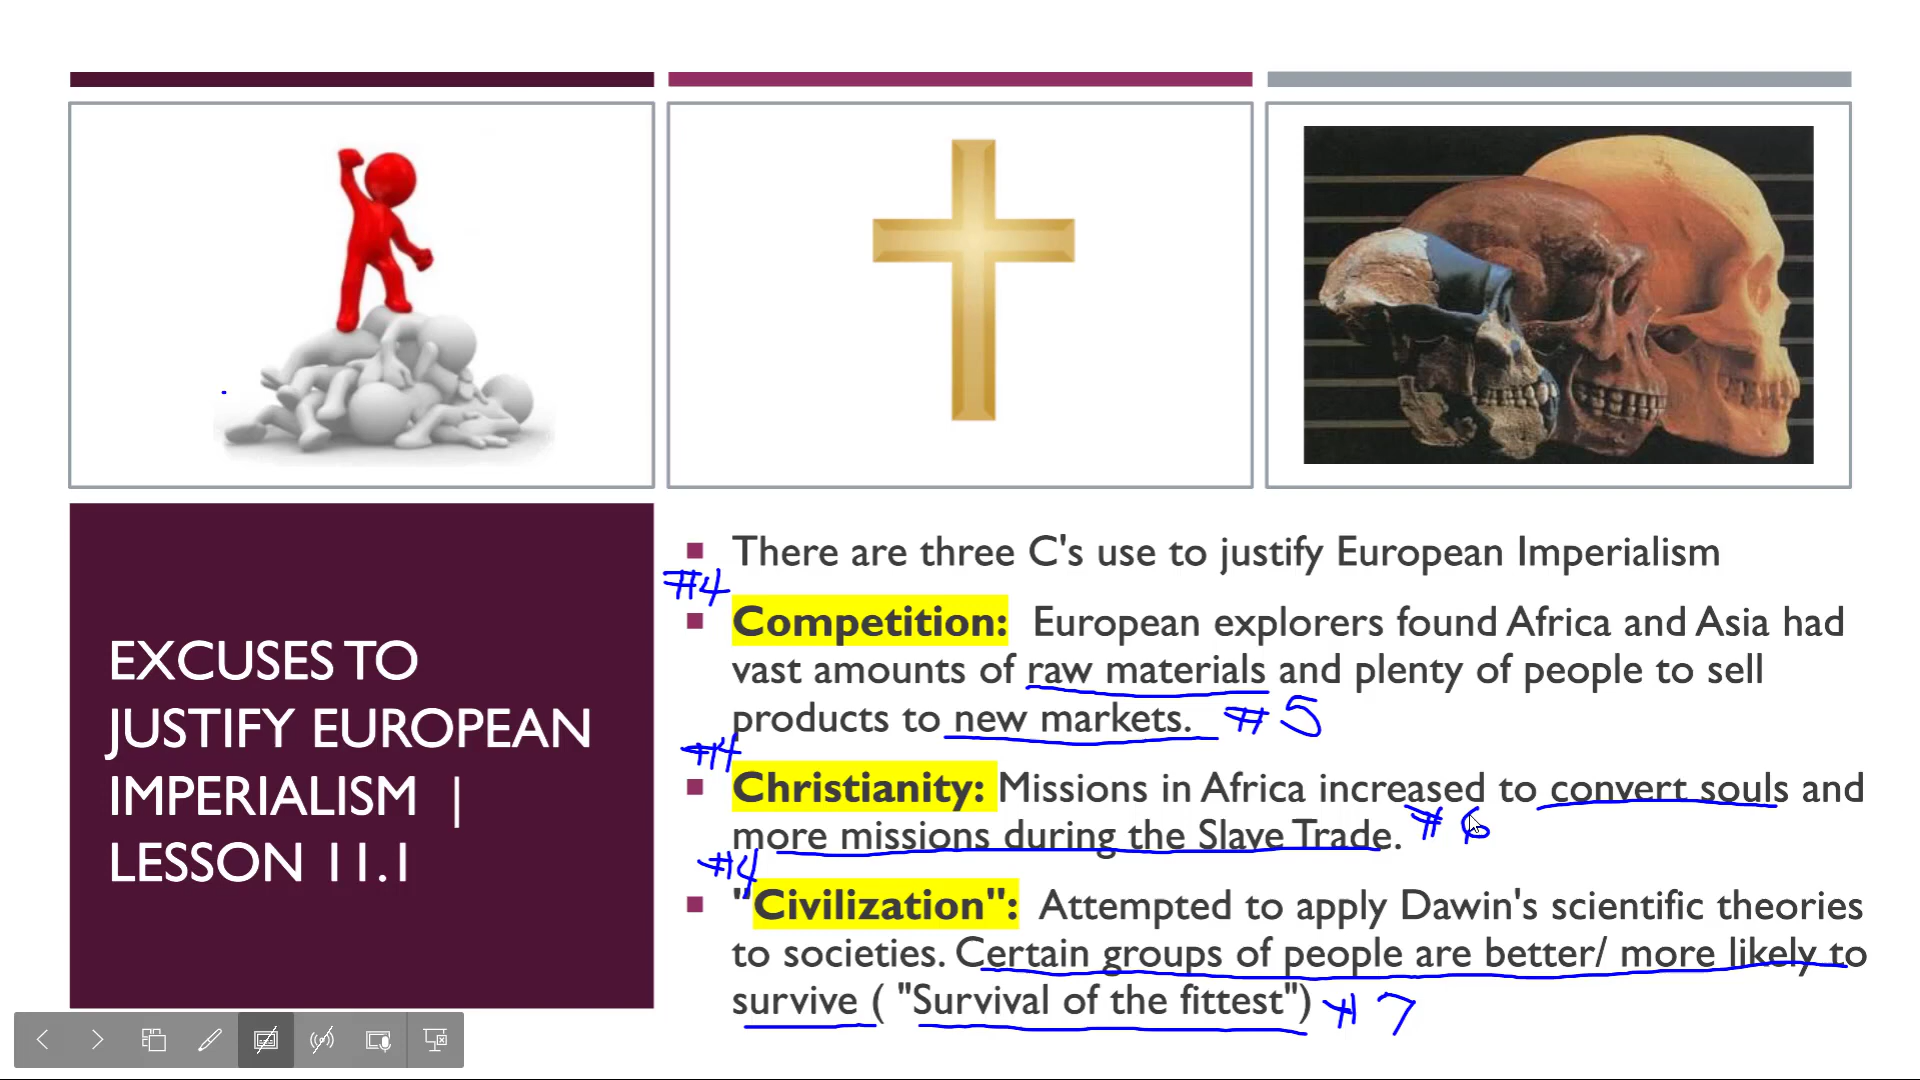 EXCUSES TO
JUSTIFY EUROPEAN
IMPERIALISM |
LESSON 11.1
There are three C's use to justify European Imperialism
#4
Competition: European explorers found Africa and Asia had
vast amounts of raw materials and plenty of people to sell
products to new markets. #5
#4
Christianity: Missions in Africa increased to convert souls and
more missions during the Slave Trade. #6
#4
"Civilization": Attempted to apply Dawin's scientific theories
to societies. Certain groups of people are better/ more likely to
survive ( "Survival of the fittest") #7